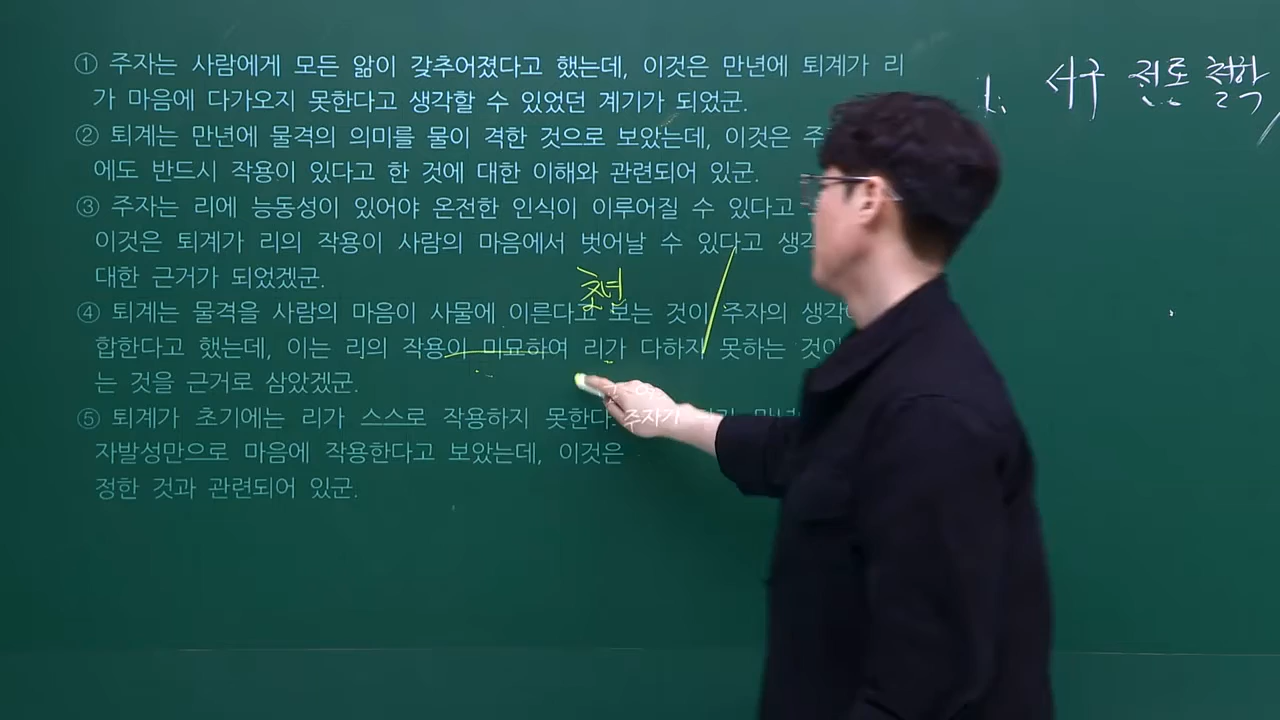 ① 주자는 사람에게 모든 앎이 갖추어졌다고 했는데, 이것은 만년에 퇴계가 리
가 마음에 다가오지 못한다고 생각할 수 있었던 계기가 되었군.
② 퇴계는 만년에 물격의 의미를 물이 격한 것으로 보았는데, 이것은 주
에도 반드시 작용이 있다고 한 것에 대한 이해와 관련되어 있군.
③ 주자는 리에 능동성이 있어야 온전한 인식이 이루어질 수 있다고
이것은 퇴계가 리의 작용이 사람의 마음에서 벗어날 수 있다고 생각
대한 근거가 되었겠군.
④ 퇴계는 물격을 사람의 마음이 사물에 이른다고 보는 것이 주자의 생각
합한다고 했는데, 이는 리의 작용이 미묘하여 리가 다하지 못하는 것이
는 것을 근거로 삼았겠군.
⑤ 퇴계가 초기에는 리가 스스로 작용하지 못한다 주자가
자발성만으로 마음에 작용한다고 보았는데, 이것은
정한 것과 관련되어 있군.
1. 서구 전통 철학